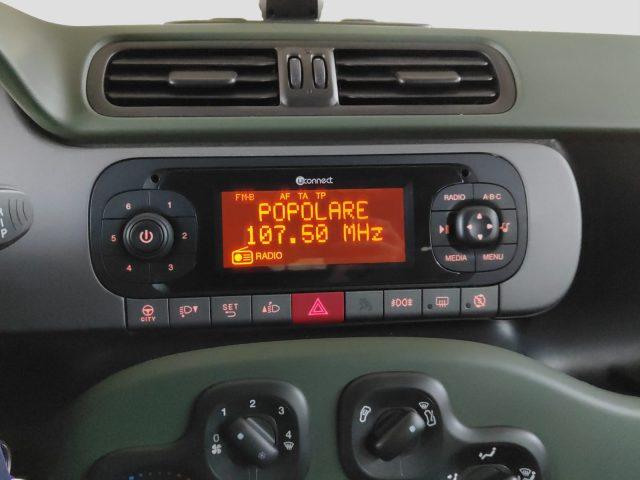 uconnect
FM-B AF TA TP
POPOLARE
107.50 MHz
RADIO
6 1
5 2
4 3
RADIO A-B-C
MEDIA MENU
CITY
SET
0 1 2 3 4